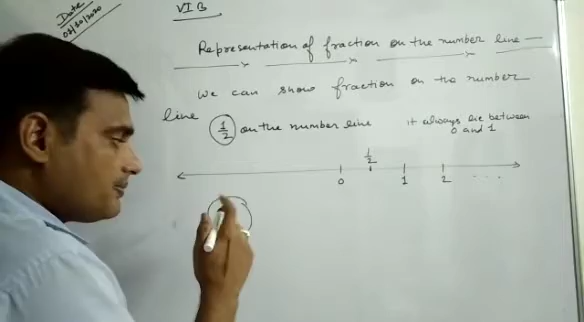 Date
03/10/2020
VI B
Representation of fraction on the number line —
We can show fraction on the number
line
1/2 on the number line it always lie between
0 and 1
1/2
0 1 2 . . .